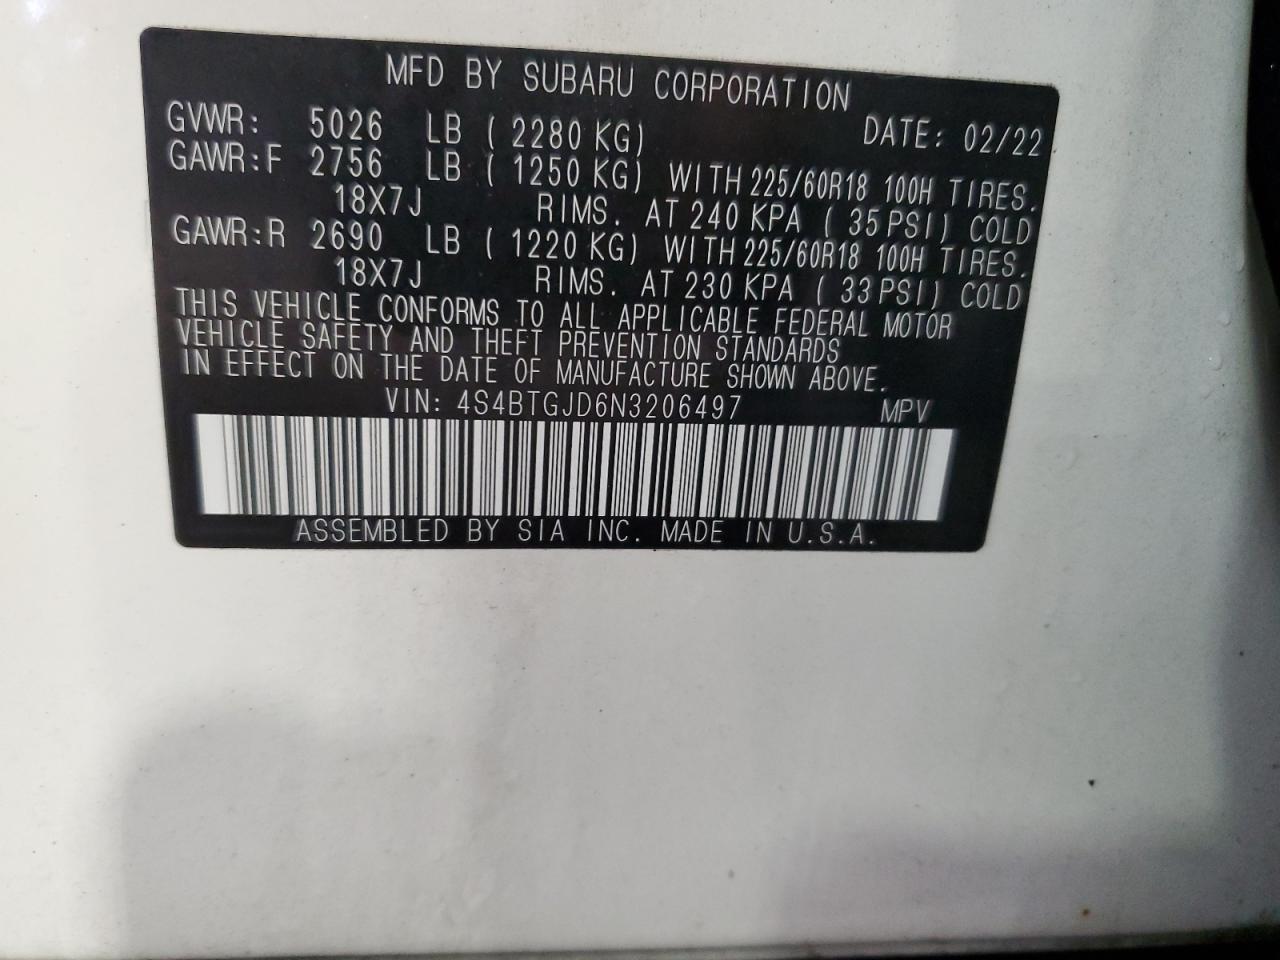 MFD BY SUBARU CORPORATION
GVWR: 5026 LB ( 2280 KG) DATE: 02/22
GAWR:F 2756 LB ( 1250 KG) WITH 225/60R18 100H TIRES.
18X7J RIMS. AT 240 KPA ( 35 PSI) COLD
GAWR:R 2690 LB ( 1220 KG) WITH 225/60R18 100H TIRES.
18X7J RIMS. AT 230 KPA ( 33 PSI) COLD
THIS VEHICLE CONFORMS TO ALL APPLICABLE FEDERAL MOTOR
VEHICLE SAFETY AND THEFT PREVENTION STANDARDS
IN EFFECT ON THE DATE OF MANUFACTURE SHOWN ABOVE.
VIN: 4S4BTGJD6N3206497 MPV
ASSEMBLED BY SIA INC. MADE IN U.S.A.